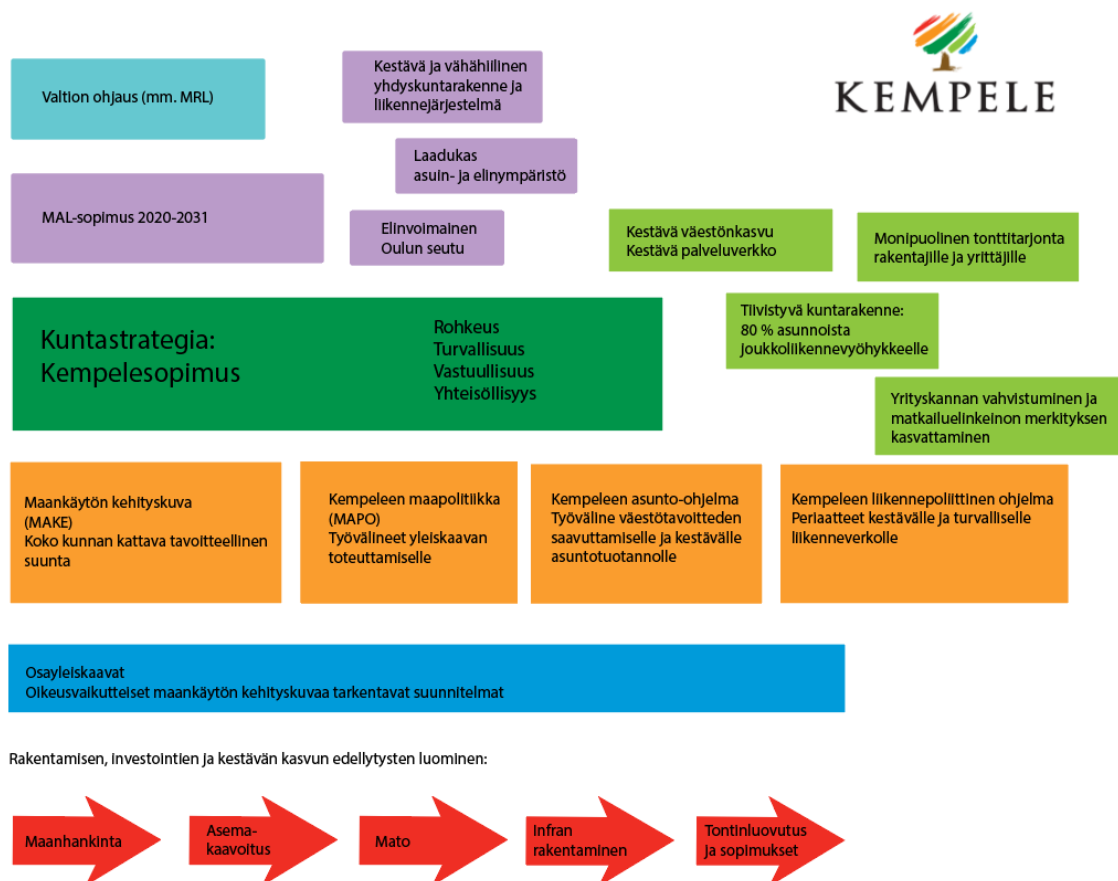 KEMPELE
Valtion ohjaus (mm. MRL)
Kestävä ja vähähiilinen
yhdyskuntarakenne ja
liikennejärjestelmä
Laadukas
asuin- ja elinympäristö
MAL-sopimus 2020-2031
Elinvoimainen
Oulun seutu
Kestävä väestönkasvu
Kestävä palveluverkko
Monipuolinen tonttitarjonta
rakentajille ja yrittäjille
Kuntastrategia:
Kempelesopimus
Rohkeus
Turvallisuus
Vastuullisuus
Yhteisöllisyys
Tiivistyvä kuntarakenne:
80 % asunnoista
joukkoliikennevyöhykkeelle
Yrityskannan vahvistuminen ja
matkailuelinkeinon merkityksen
kasvattaminen
Maankäytön kehityskuva
(MAKE)
Koko kunnan kattava tavoitteellinen
suunta
Kempeleen maapolitiikka
(MAPO)
Työvälineet yleiskaavan
toteuttamiselle
Kempeleen asunto-ohjelma
Työväline väestötavoitteden
saavuttamiselle ja kestävälle
asuntotuotannolle
Kempeleen liikennepoliittinen ohjelma
Periaatteet kestävälle ja turvalliselle
liikenneverkolle
Osayleiskaavat
Oikeusvaikutteiset maankäytön kehityskuvaa tarkentavat suunnitelmat
Rakentamisen, investointien ja kestävän kasvun edellytysten luominen:
Maanhankinta
Asema-
kaavoitus
Mato
Infran
rakentaminen
Tontinluovutus
ja sopimukset